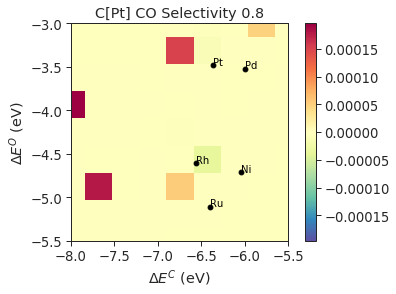 C[Pt] CO Selectivity 0.8
−3.0
−3.5
−4.0
−4.5
−5.0
−5.5
ΔE^O (eV)
Pt
Pd
Rh
Ni
Ru
−8.0 −7.5 −7.0 −6.5 −6.0 −5.5
ΔE^C (eV)
0.00015
0.00010
0.00005
0.00000
−0.00005
−0.00010
−0.00015